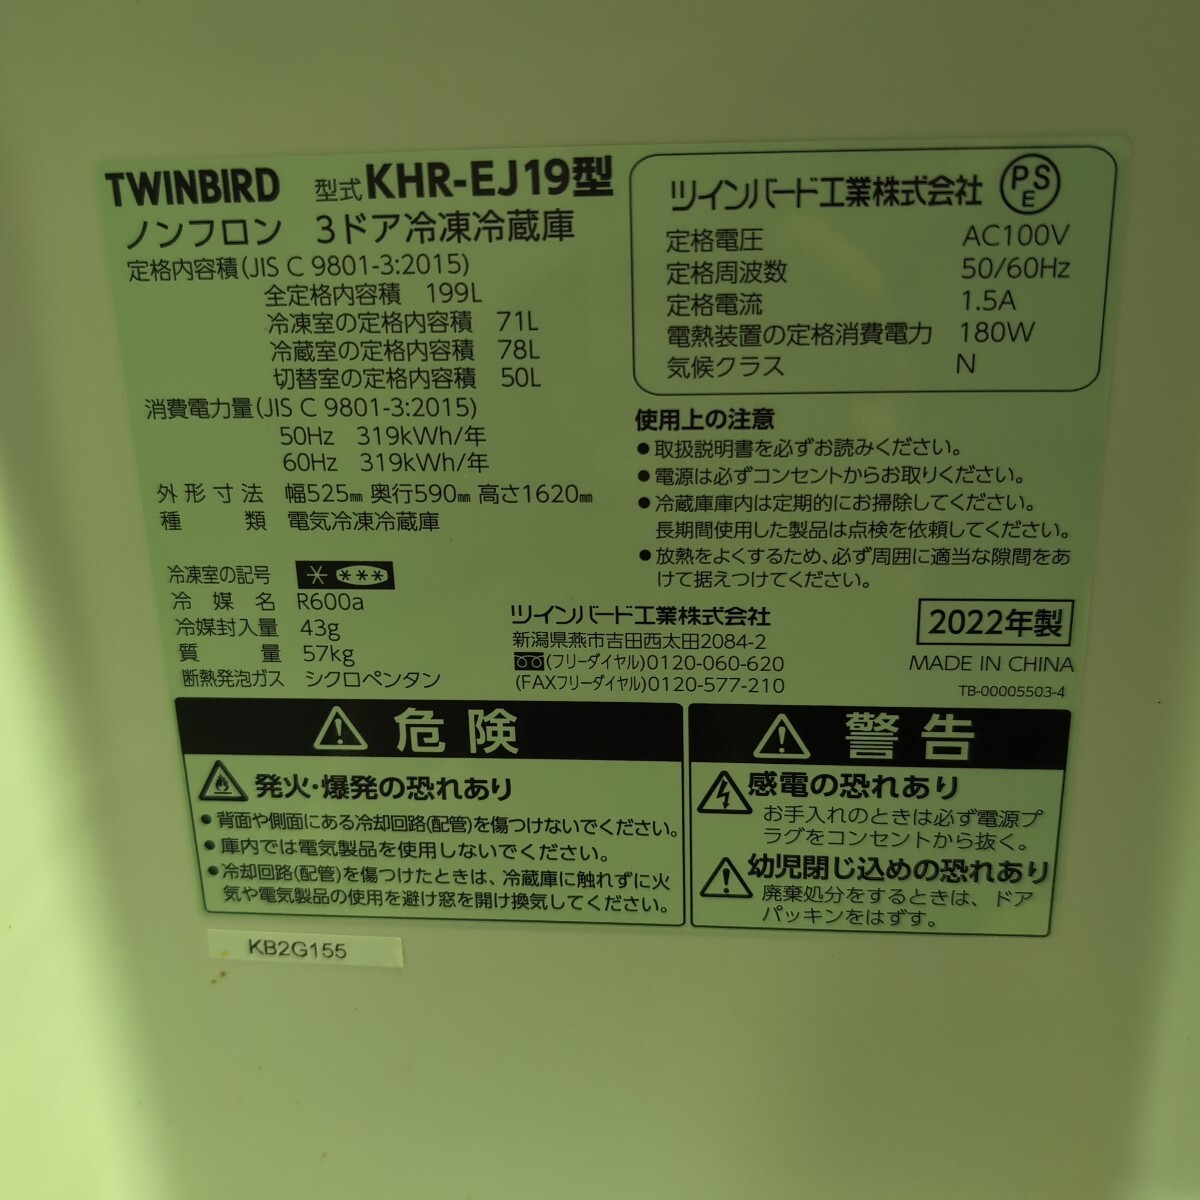 TWINBIRD 型式 KHR-EJ19型
ノンフロン 3ドア冷凍冷蔵庫
定格内容積(JIS C 9801-3:2015)
全定格内容積 199L
冷凍室の定格内容積 71L
冷蔵室の定格内容積 78L
切替室の定格内容積 50L
消費電力量(JIS C 9801-3:2015)
50Hz 319kWh/年
60Hz 319kWh/年
外形寸法 幅525㎜ 奥行590㎜ 高さ1620㎜
種類 電気冷凍冷蔵庫
冷凍室の記号 * ***
冷媒名 R600a
冷媒封入量 43g
質量 57kg
断熱発泡ガス シクロペンタン
ツインバード工業株式会社 PSE
定格電圧 AC100V
定格周波数 50/60Hz
定格電流 1.5A
電熱装置の定格消費電力 180W
気候クラス N
使用上の注意
●取扱説明書を必ずお読みください。
●電源は必ずコンセントからお取りください。
●冷蔵庫庫内は定期的にお掃除してください。
長期間使用した製品は点検を依頼してください。
●放熱をよくするため、必ず周囲に適当な隙間をあ
けて据えつけてください。
ツインバード工業株式会社
新潟県燕市吉田西太田2084-2
(フリーダイヤル)0120-060-620
(FAXフリーダイヤル)0120-577-210
2022年製
MADE IN CHINA
TB-00005503-4
危険
発火・爆発の恐れあり
●背面や側面にある冷却回路(配管)を傷つけないでください。
●庫内では電気製品を使用しないでください。
●冷却回路(配管)を傷つけたときは、冷蔵庫に触れずに火
気や電気製品の使用を避け窓を開け換気してください。
警告
感電の恐れあり
お手入れのときは必ず電源プ
ラグをコンセントから抜く。
幼児閉じ込めの恐れあり
廃棄処分をするときは、ドア
パッキンをはずす。
KB2G155